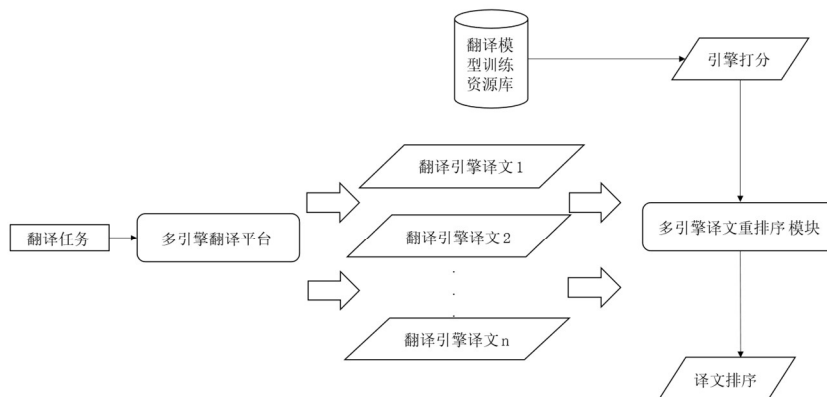 翻译模
型训练
资源库
引擎打分
翻译引擎译文1
翻译任务
多引擎翻译平台
翻译引擎译文2
多引擎译文重排序模块
翻译引擎译文n
译文排序